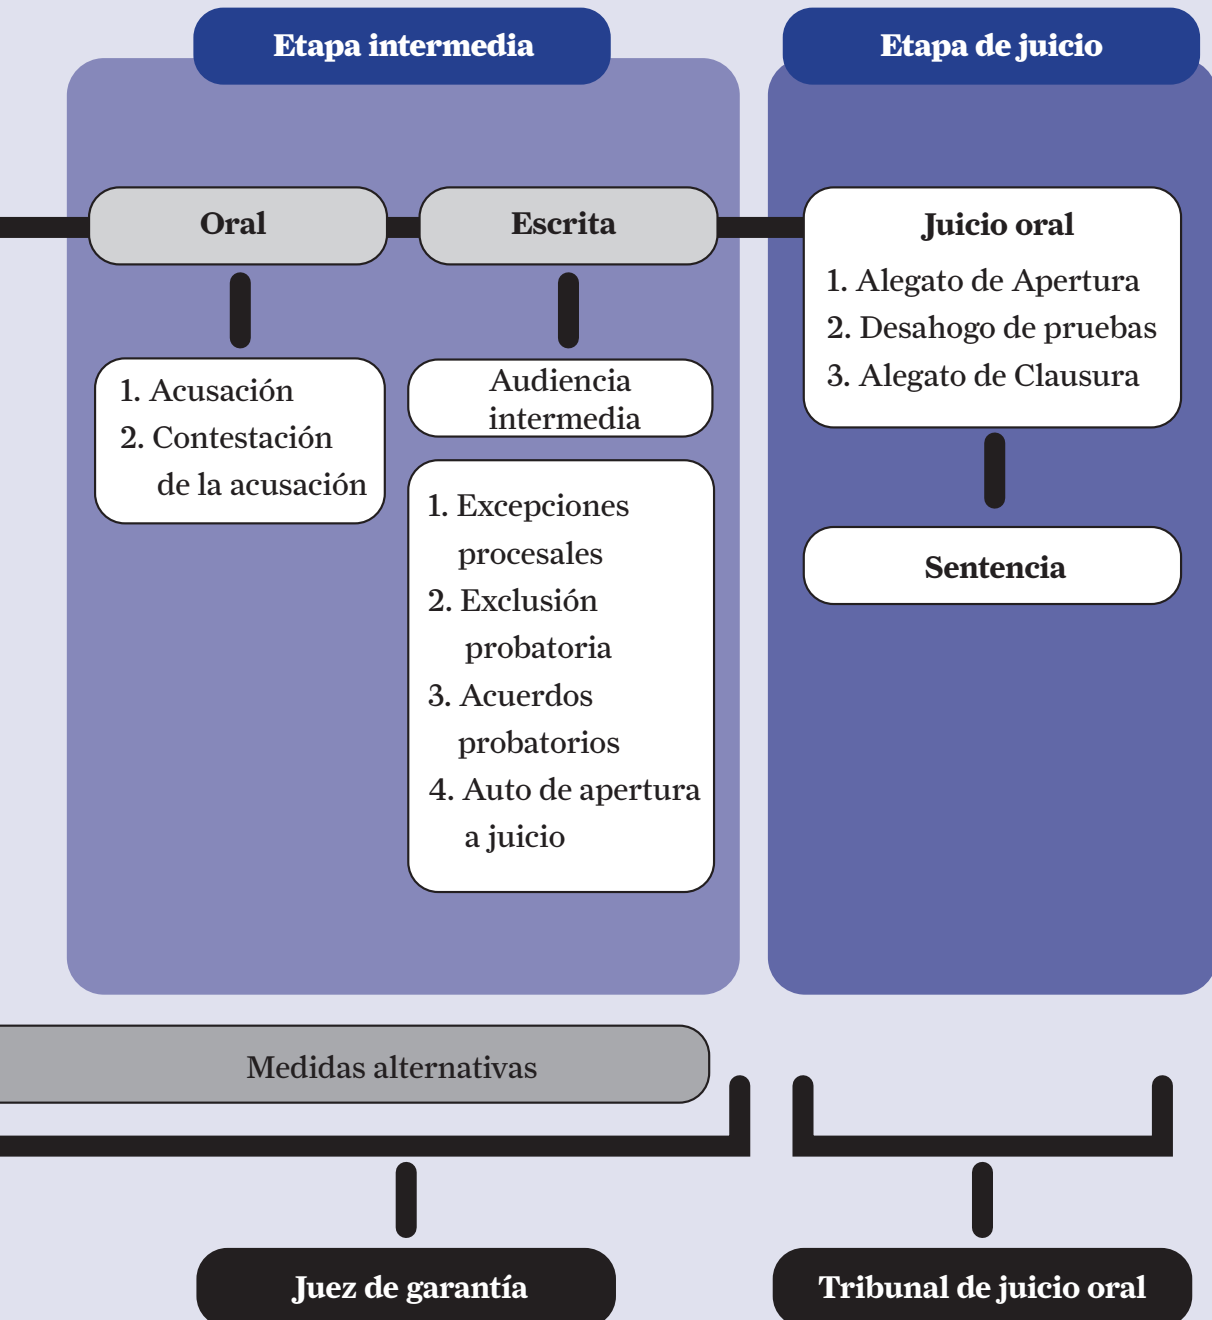 Etapa intermedia
Oral
1. Acusación
2. Contestación
de la acusación
Escrita
Audiencia
intermedia
1. Excepciones
procesales
2. Exclusión
probatoria
3. Acuerdos
probatorios
4. Auto de apertura
a juicio
Etapa de juicio
Juicio oral
1. Alegato de Apertura
2. Desahogo de pruebas
3. Alegato de Clausura
Sentencia
Medidas alternativas
Juez de garantía
Tribunal de juicio oral